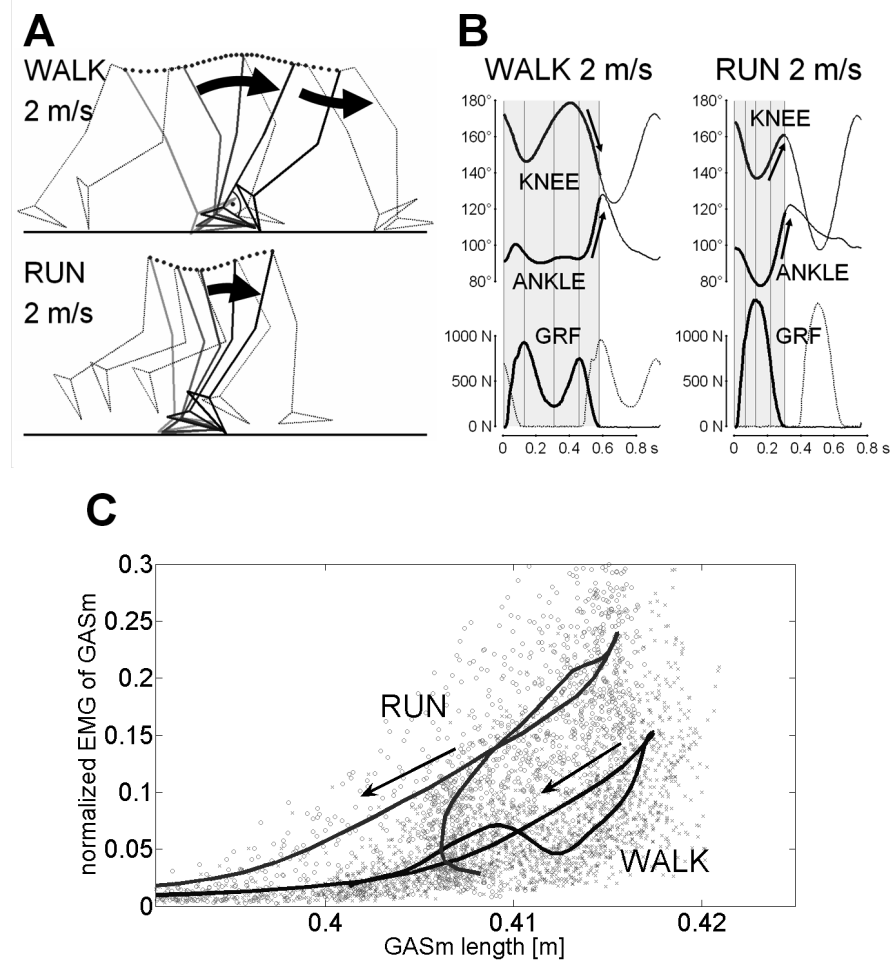 A
WALK
2 m/s
RUN
2 m/s
B
WALK 2 m/s
RUN 2 m/s
180°
160°
140°
120°
100°
80°
KNEE
ANKLE
GRF
1000 N
500 N
0 N
0 0.2 0.4 0.6 0.8 s
180°
160°
140°
120°
100°
80°
KNEE
ANKLE
GRF
1000 N
500 N
0 N
0 0.2 0.4 0.6 0.8 s
C
normalized EMG of GASm
0.3
0.25
0.2
0.15
0.1
0.05
0
RUN
WALK
0.4 0.41 0.42
GASm length [m]